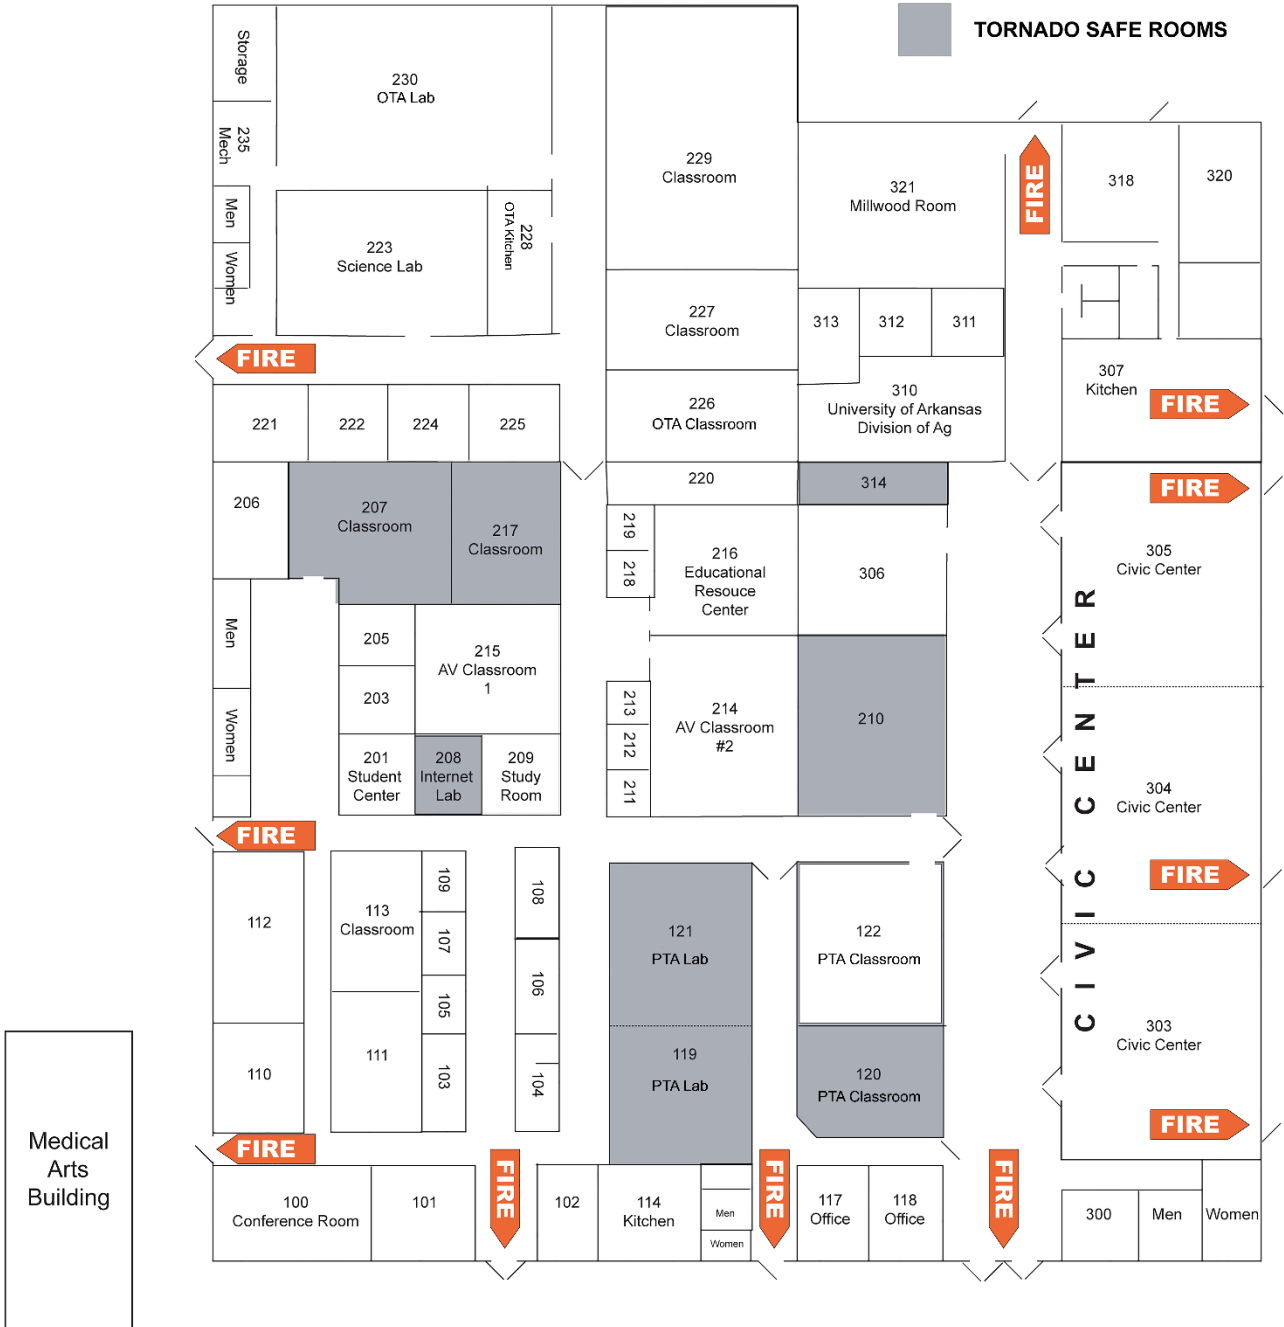 TORNADO SAFE ROOMS
Storage
230
OTA Lab
235
Mech
229
Classroom
321
Millwood Room
FIRE
318
320
Men
Women
223
Science Lab
228
OTA Kitchen
227
Classroom
313
312
311
FIRE
307
Kitchen
FIRE
221
222
224
225
226
OTA Classroom
310
University of Arkansas
Division of Ag
220
314
FIRE
206
207
Classroom
217
Classroom
219
218
216
Educational
Resouce
Center
306
305
Civic Center
Men
Women
205
203
215
AV Classroom
1
213
212
211
214
AV Classroom
#2
210
CIVIC CENTER
304
Civic Center
201
Student
Center
208
Internet
Lab
209
Study
Room
FIRE
FIRE
112
113
Classroom
109
107
105
103
108
106
104
121
PTA Lab
122
PTA Classroom
303
Civic Center
110
111
119
PTA Lab
120
PTA Classroom
FIRE
FIRE
Medical
Arts
Building
100
Conference Room
101
FIRE
102
114
Kitchen
Men
Women
FIRE
117
Office
118
Office
FIRE
300
Men
Women